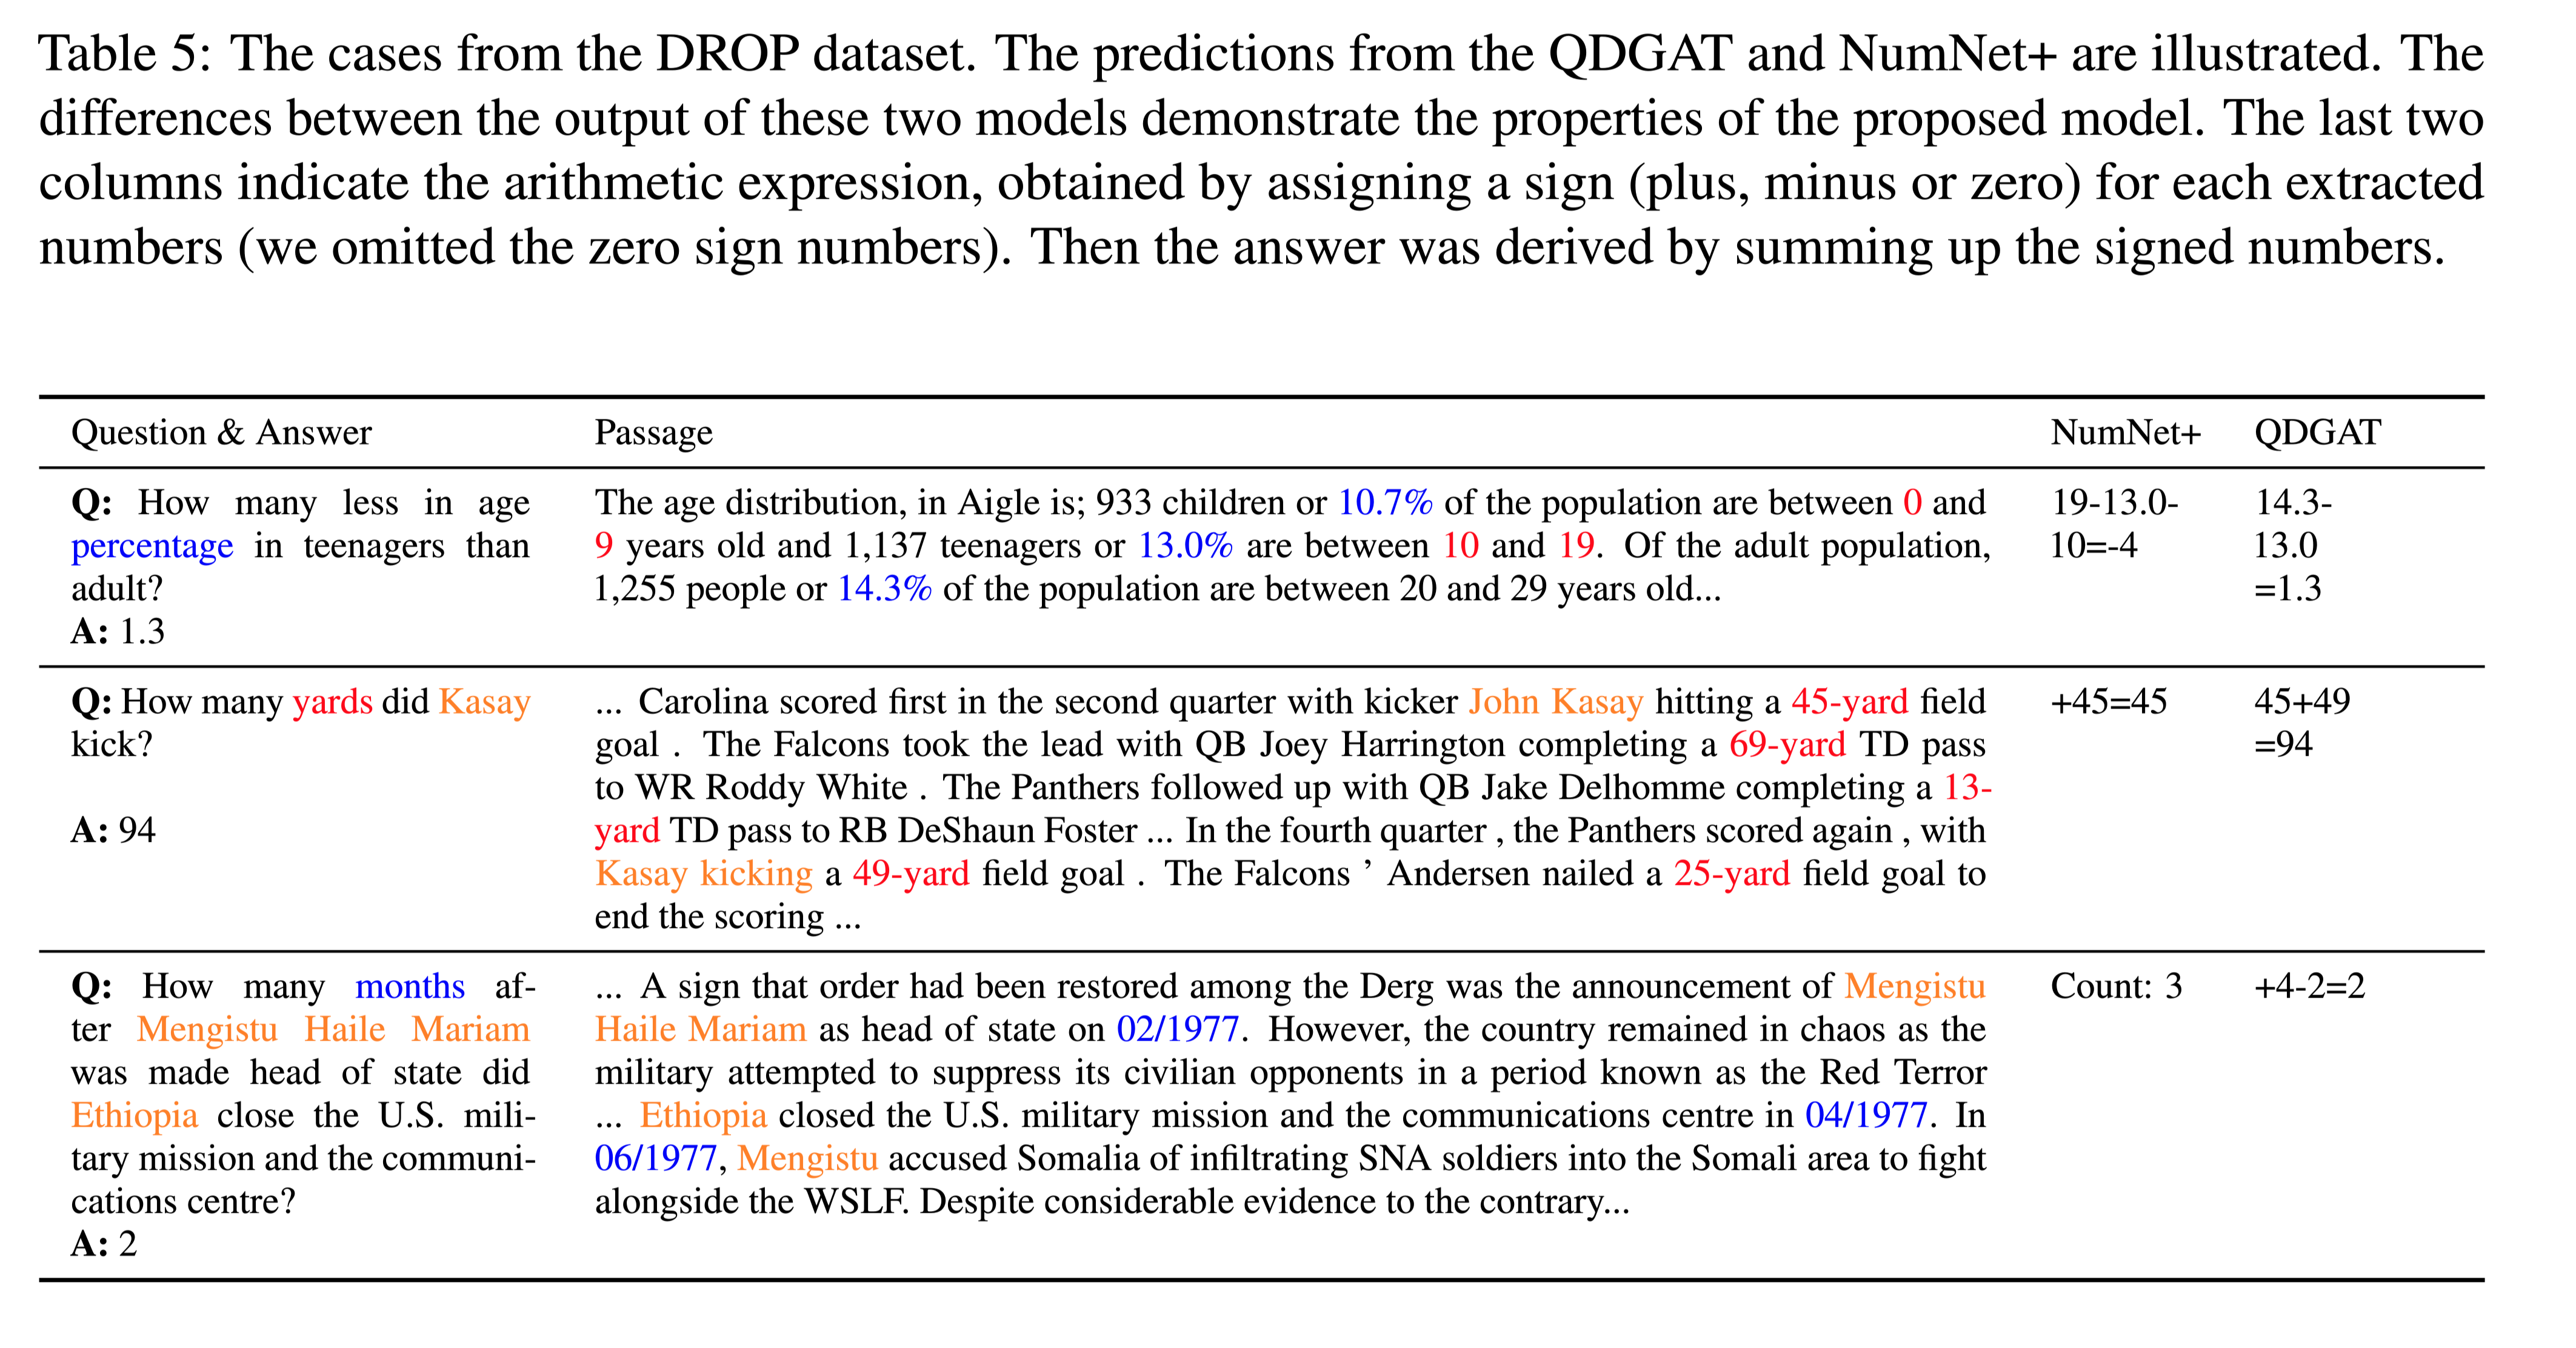 Table 5: The cases from the DROP dataset. The predictions from the QDGAT and NumNet+ are illustrated. The
differences between the output of these two models demonstrate the properties of the proposed model. The last two
columns indicate the arithmetic expression, obtained by assigning a sign (plus, minus or zero) for each extracted
numbers (we omitted the zero sign numbers). Then the answer was derived by summing up the signed numbers.
Question & Answer
Passage
NumNet+
QDGAT
Q: How many less in age
percentage in teenagers than
adult?
A: 1.3
The age distribution, in Aigle is; 933 children or 10.7% of the population are between 0 and
9 years old and 1,137 teenagers or 13.0% are between 10 and 19. Of the adult population,
1,255 people or 14.3% of the population are between 20 and 29 years old...
19-13.0-
10=-4
14.3-
13.0
=1.3
Q: How many yards did Kasay
kick?
A: 94
... Carolina scored first in the second quarter with kicker John Kasay hitting a 45-yard field
goal . The Falcons took the lead with QB Joey Harrington completing a 69-yard TD pass
to WR Roddy White . The Panthers followed up with QB Jake Delhomme completing a 13-
yard TD pass to RB DeShaun Foster ... In the fourth quarter , the Panthers scored again , with
Kasay kicking a 49-yard field goal . The Falcons ’ Andersen nailed a 25-yard field goal to
end the scoring ...
+45=45
45+49
=94
Q: How many months af-
ter Mengistu Haile Mariam
was made head of state did
Ethiopia close the U.S. mili-
tary mission and the communi-
cations centre?
A: 2
... A sign that order had been restored among the Derg was the announcement of Mengistu
Haile Mariam as head of state on 02/1977. However, the country remained in chaos as the
military attempted to suppress its civilian opponents in a period known as the Red Terror
... Ethiopia closed the U.S. military mission and the communications centre in 04/1977. In
06/1977, Mengistu accused Somalia of infiltrating SNA soldiers into the Somali area to fight
alongside the WSLF. Despite considerable evidence to the contrary...
Count: 3
+4-2=2